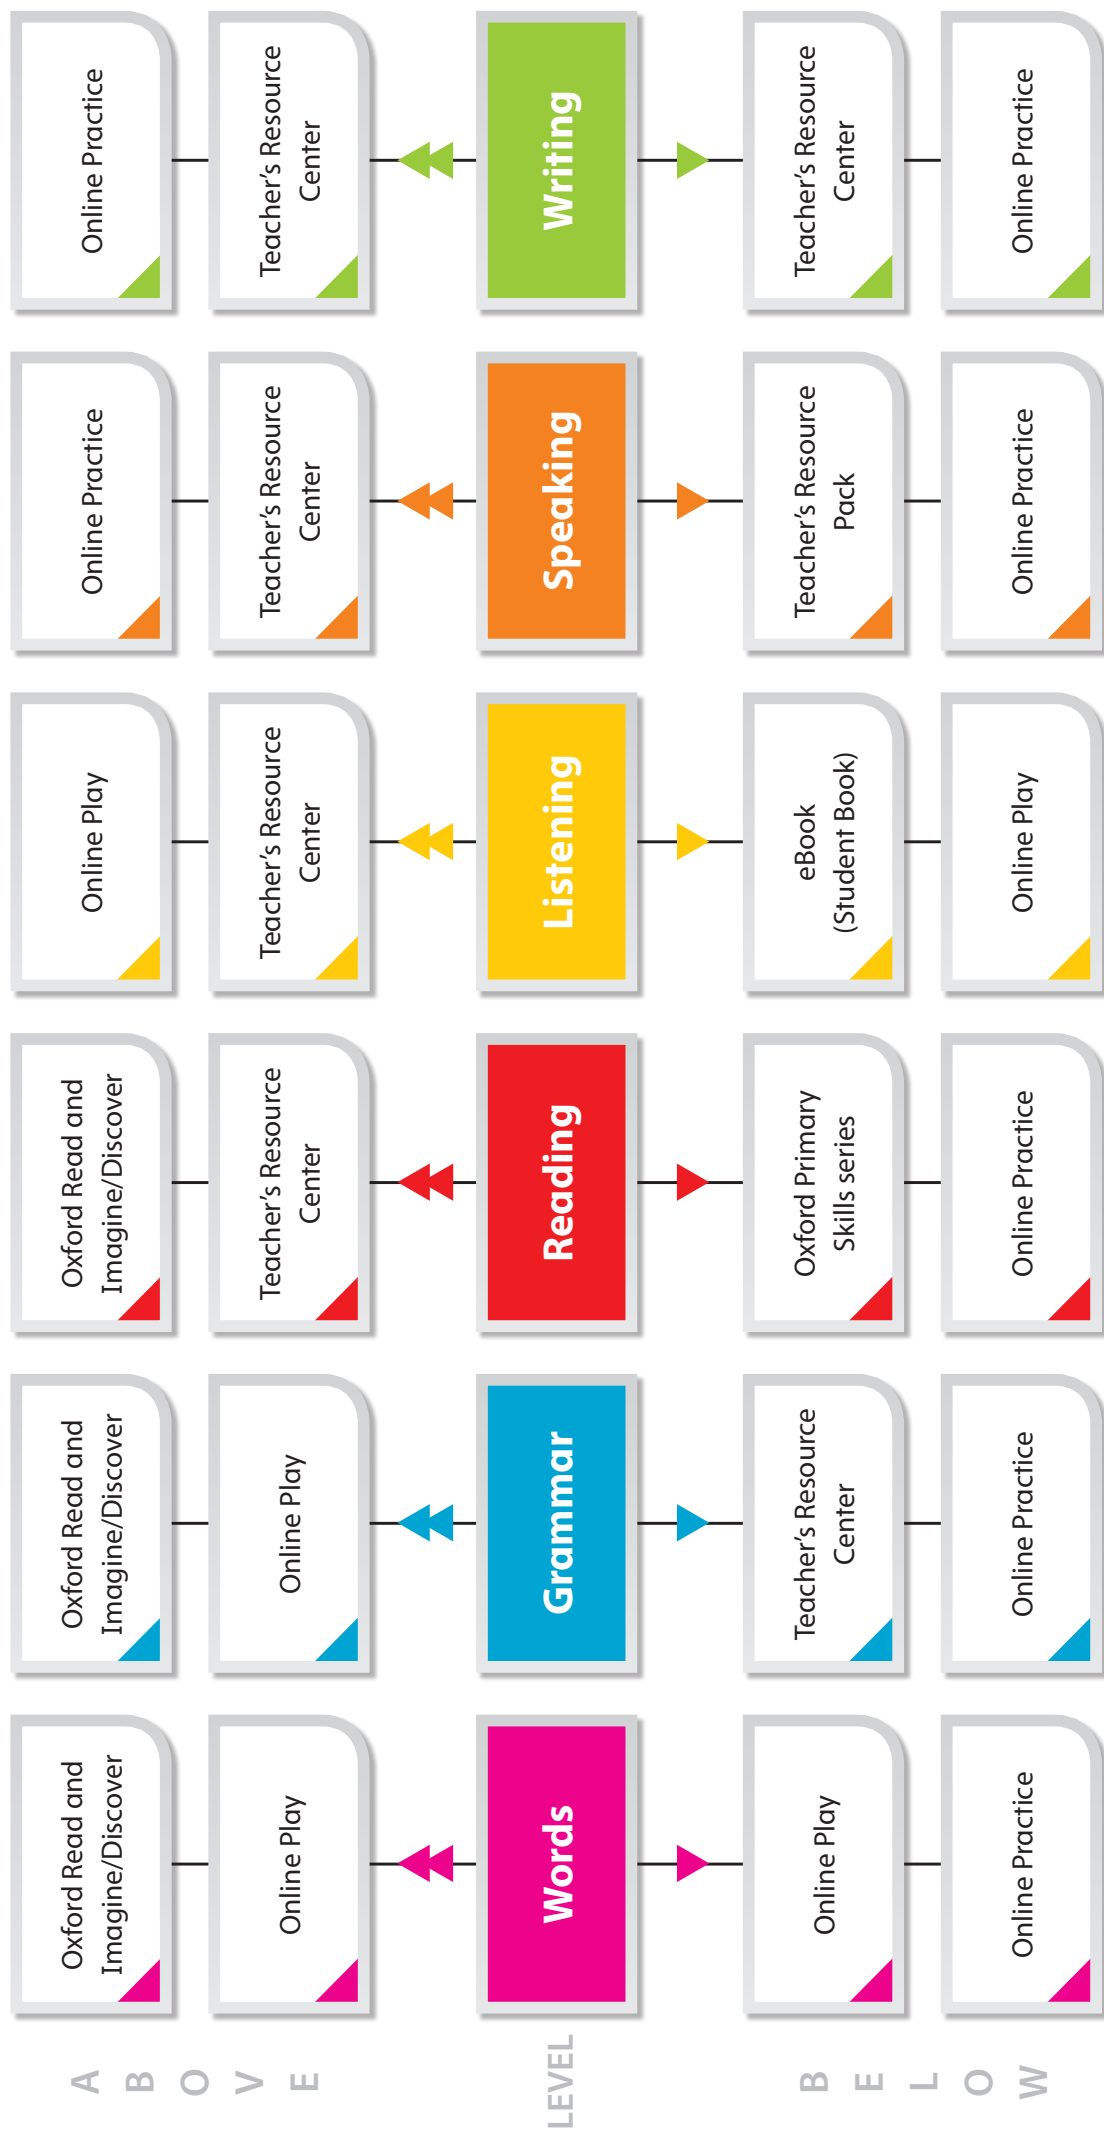 A
B
O
V
E
Oxford Read and
Imagine/Discover
Oxford Read and
Imagine/Discover
Oxford Read and
Imagine/Discover
Online Play
Online Practice
Online Practice
Online Play
Online Play
Teacher's Resource
Center
Teacher's Resource
Center
Teacher's Resource
Center
Teacher's Resource
Center
LEVEL
Words
Grammar
Reading
Listening
Speaking
Writing
B
E
L
O
W
Online Play
Teacher's Resource
Center
Oxford Primary
Skills series
eBook
(Student Book)
Teacher's Resource
Pack
Teacher's Resource
Center
Online Practice
Online Practice
Online Practice
Online Play
Online Practice
Online Practice